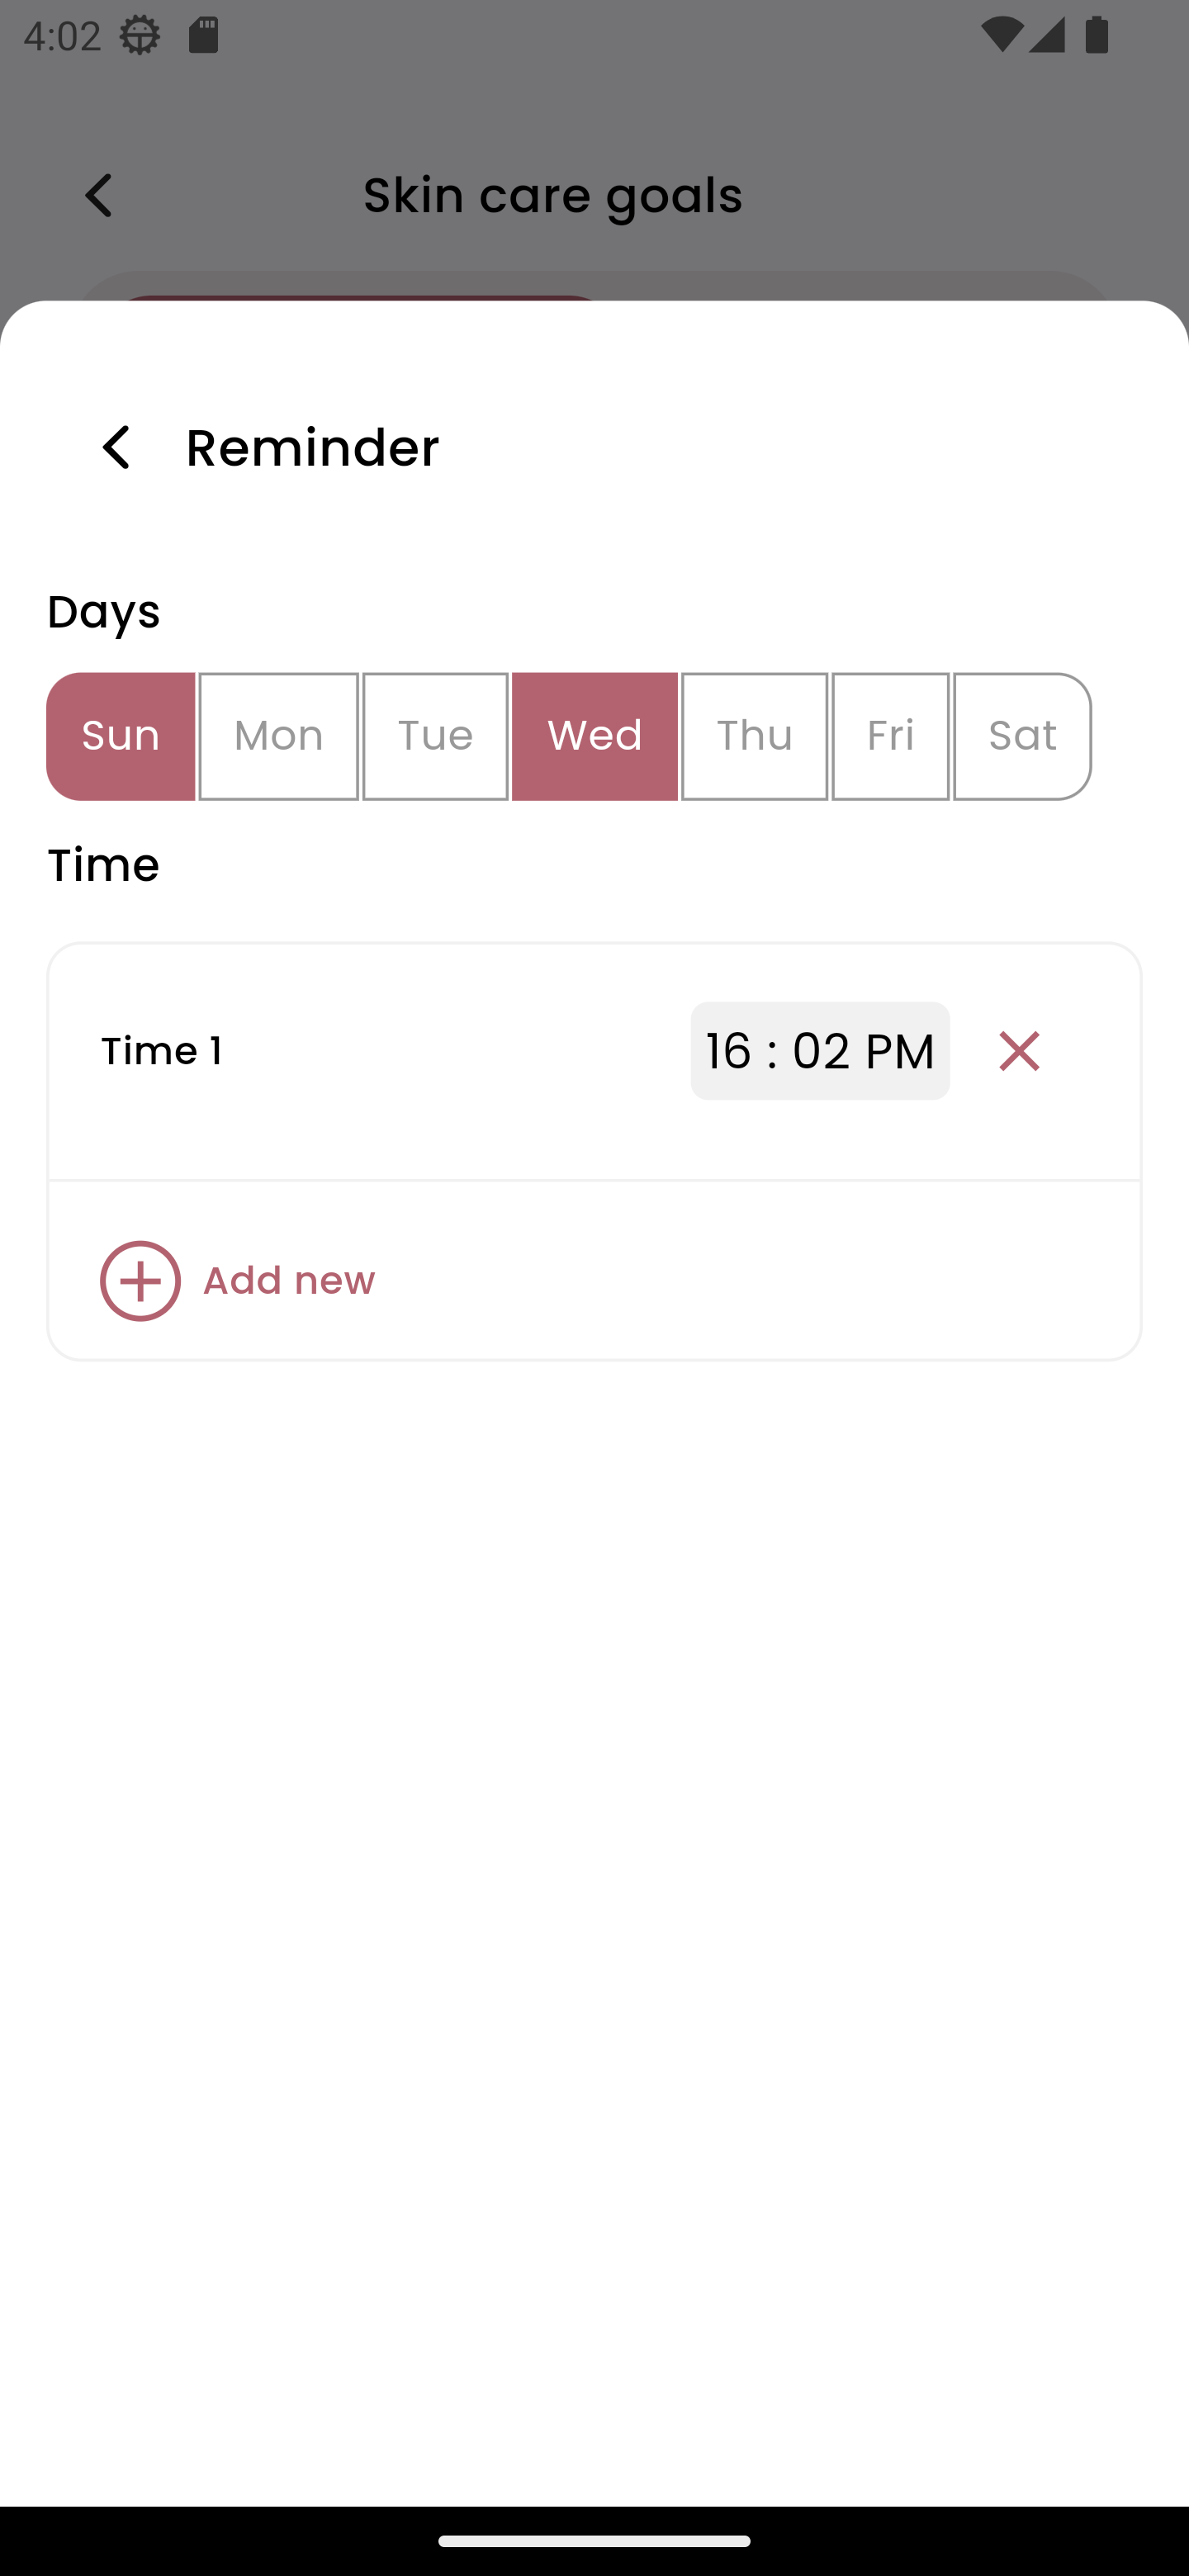 4:02
Skin care goals
Reminder
Days
Sun Mon Tue Wed Thu Fri Sat
Time
Time 1 16 : 02 PM
Add new